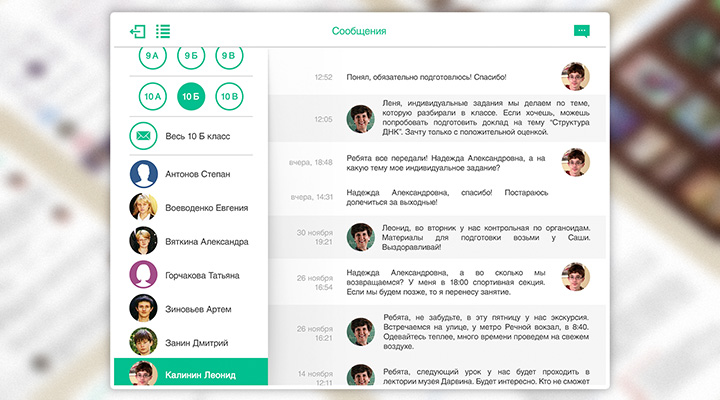 Сообщения
9 А
9 Б
9 В
10 А
10 Б
10 В
Весь 10 Б класс
Антонов Степан
Воеводенко Евгения
Вяткина Александра
Горчакова Татьяна
Зиновьев Артем
Занин Дмитрий
Калинин Леонид
12:52
Понял, обязательно подготовлюсь! Спасибо!
12:05
Леня, индивидуальные задания мы делаем по теме,
которую разбирали в классе. Если хочешь, можешь
попробовать подготовить доклад на тему “Структура
ДНК”. Зачту только с положительной оценкой.
вчера, 18:48
Ребята все передали! Надежда Александровна, а на
какую тему мое индивидуальное задание?
вчера, 14:31
Надежда Александровна, спасибо! Постараюсь
долечиться за выходные!
30 ноября
19:21
Леонид, во вторник у нас контрольная по органоидам.
Материалы для подготовки возьми у Саши.
Выздоравливай!
26 ноября
16:54
Надежда Александровна, а во сколько мы
возвращаемся? У меня в 18:00 спортивная секция.
Если мы будем позже, то я перенесу занятие.
26 ноября
16:21
Ребята, не забудьте, в эту пятницу у нас экскурсия.
Встречаемся на улице, у метро Речной вокзал, в 8:40.
Одевайтесь теплее, много времени проведем на свежем
воздухе.
14 ноября
12:11
Ребята, следующий урок у нас будет проходить в
лектории музея Дарвина. Будет интересно. Кто не сможет